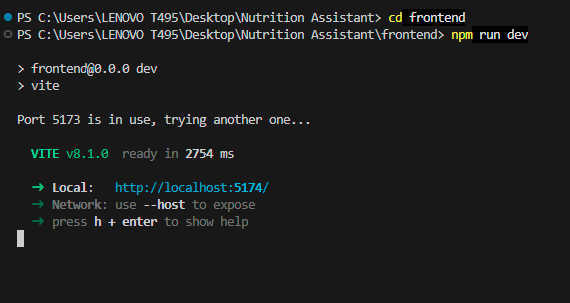 PS C:\Users\LENOVO T495\Desktop\Nutrition Assistant> cd frontend
PS C:\Users\LENOVO T495\Desktop\Nutrition Assistant\frontend> npm run dev
> frontend@0.0.0 dev
> vite
Port 5173 is in use, trying another one...
VITE v8.1.0 ready in 2754 ms
➜ Local: http://localhost:5174/
➜ Network: use --host to expose
➜ press h + enter to show help